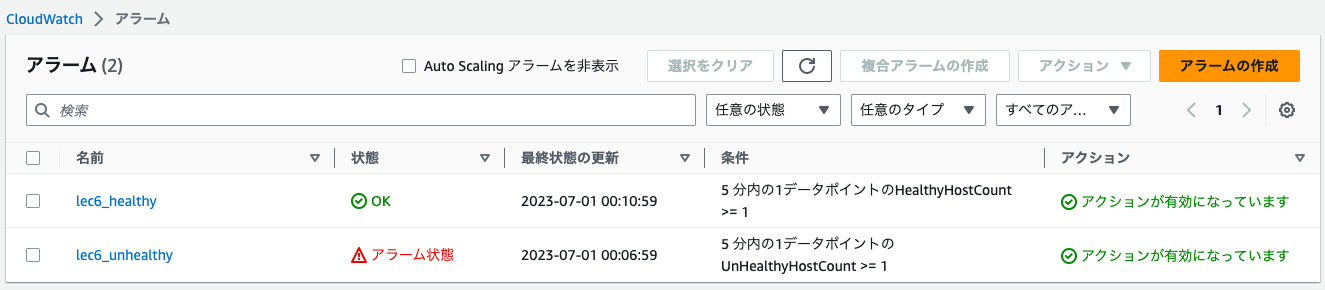 CloudWatch > アラーム
アラーム (2)
Auto Scaling アラームを非表示
選択をクリア
複合アラームの作成
アクション
アラームの作成
検索
任意の状態
任意のタイプ
すべてのア...
1
名前 状態 最終状態の更新 条件 アクション
lec6_healthy OK 2023-07-01 00:10:59 5 分内の1データポイントのHealthyHostCount
>= 1
アクションが有効になっています
lec6_unhealthy アラーム状態 2023-07-01 00:06:59 5 分内の1データポイントの
UnHealthyHostCount >= 1
アクションが有効になっています